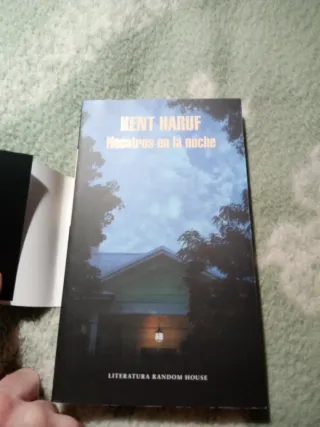 KENT HARUF
Nosotros en la noche
LITERATURA RANDOM HOUSE